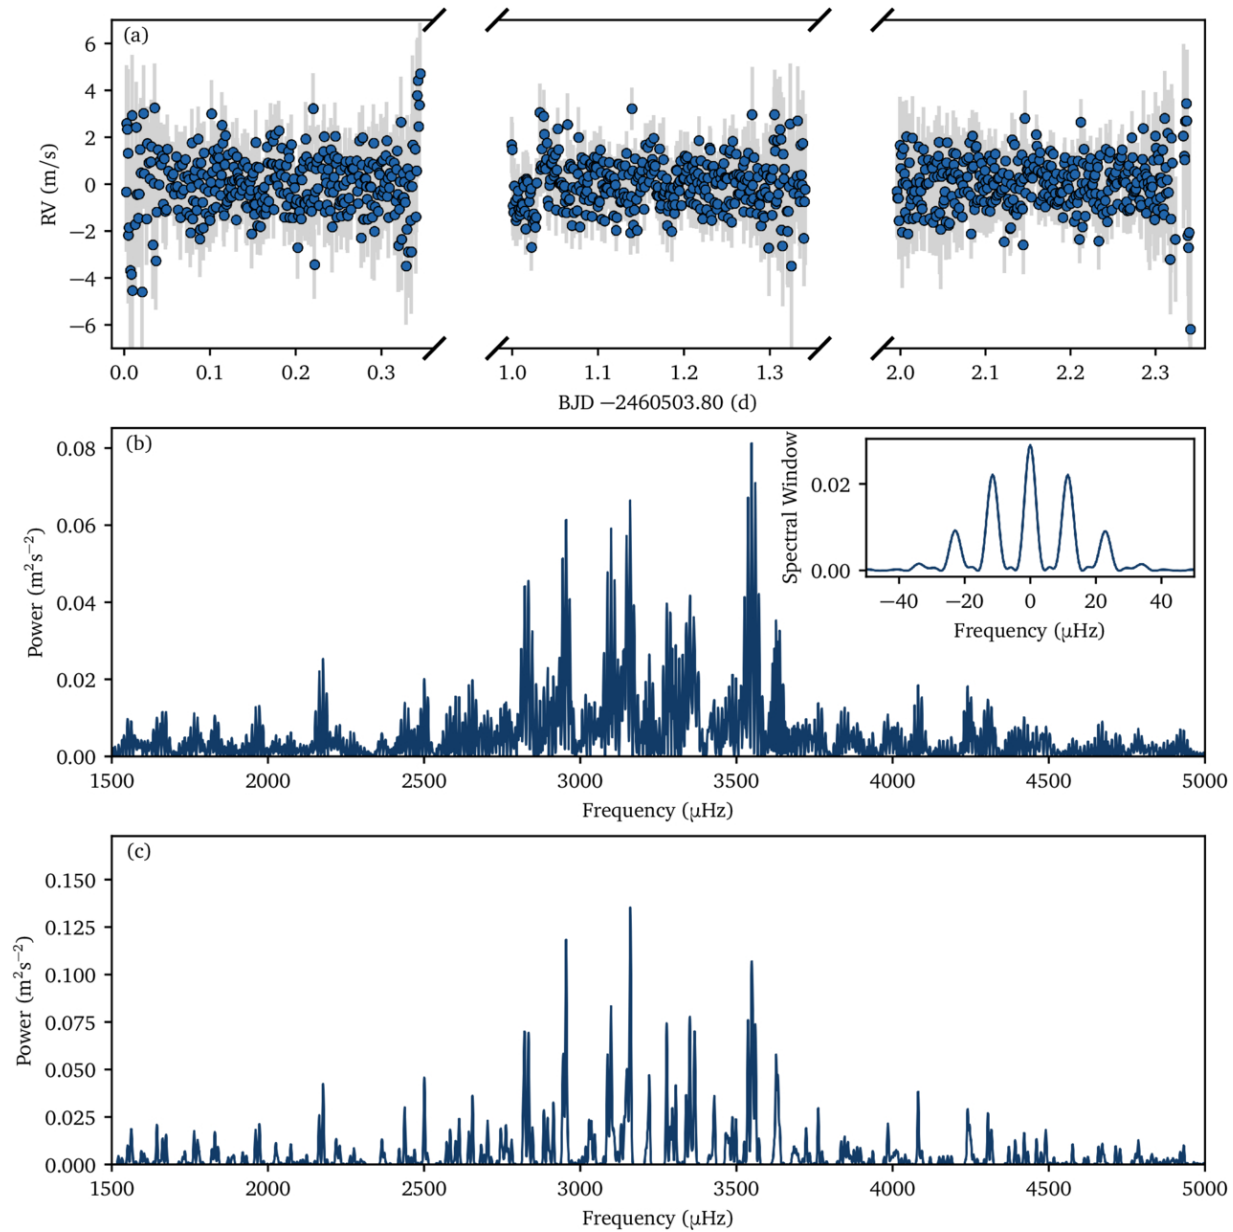 (a)
6
4
2
0
−2
−4
−6
RV (m/s)
0.0 0.1 0.2 0.3 1.0 1.1 1.2 1.3 2.0 2.1 2.2 2.3
BJD −2460503.80 (d)
(b)
0.08
0.06
0.04
0.02
0.00
Power (m²s⁻²)
1500 2000 2500 3000 3500 4000 4500 5000
Frequency (μHz)
Spectral Window
0.02
0.00
−40 −20 0 20 40
Frequency (μHz)
(c)
0.150
0.125
0.100
0.075
0.050
0.025
0.000
Power (m²s⁻²)
1500 2000 2500 3000 3500 4000 4500 5000
Frequency (μHz)